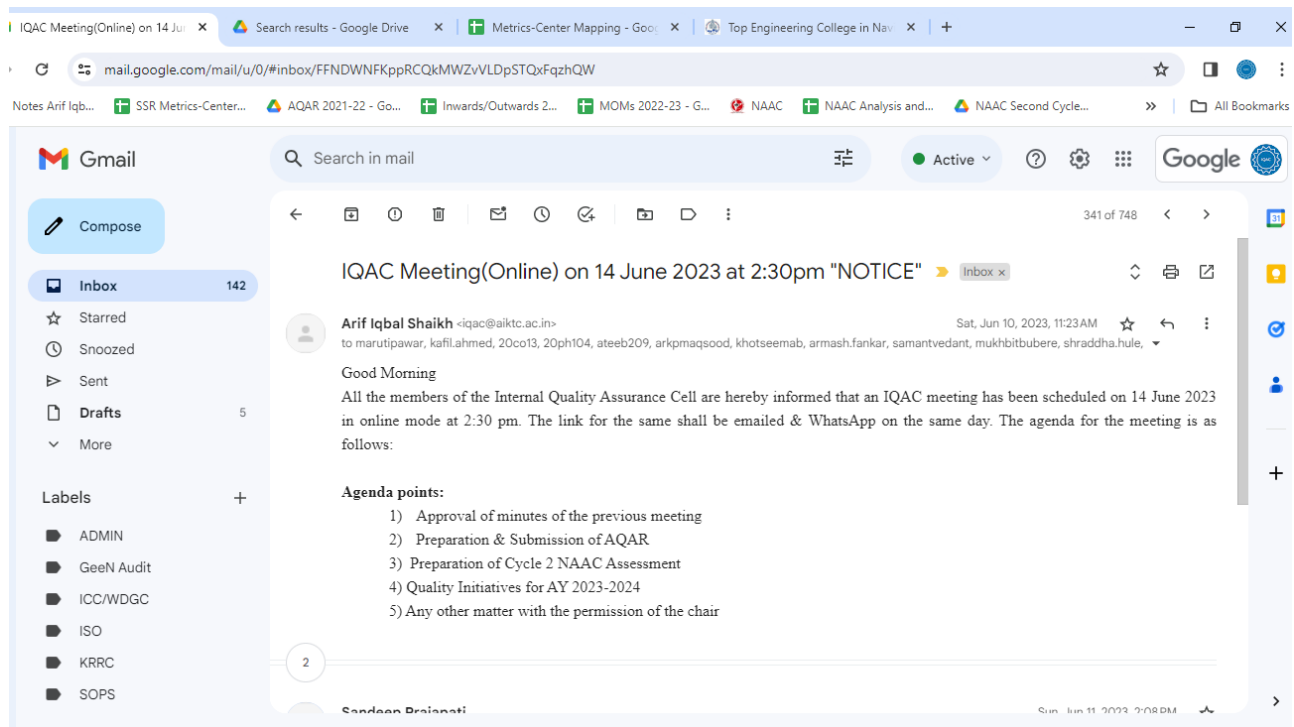 IQAC Meeting(Online) on 14 Ju
Search results - Google Drive
Metrics-Center Mapping - Goog
Top Engineering College in Nav
mail.google.com/mail/u/0/#inbox/FFNDWNFKppRCQkMWZvVLDpSTQxFqzhQW
Notes Arif Iqb...
SSR Metrics-Center...
AQAR 2021-22 - Go...
Inwards/Outwards 2...
MOMs 2022-23 - G...
NAAC
NAAC Analysis and...
NAAC Second Cycle...
All Bookmarks
Gmail
Search in mail
Active
Google
Compose
341 of 748
31
Inbox 142
Starred
Snoozed
Sent
Drafts 5
More
Labels
ADMIN
GeeN Audit
ICC/WDGC
ISO
KRRC
SOPS
IQAC Meeting(Online) on 14 June 2023 at 2:30pm "NOTICE" Inbox x
Arif Iqbal Shaikh <iqac@aiktc.ac.in> Sat, Jun 10, 2023, 11:23 AM
to marutipawar, kafil.ahmed, 20co13, 20ph104, ateeb209, arkpmaqsood, khotseemab, armash.fankar, samantvedant, mukhbitbubere, shraddha.hule,
Good Morning
All the members of the Internal Quality Assurance Cell are hereby informed that an IQAC meeting has been scheduled on 14 June 2023
in online mode at 2:30 pm. The link for the same shall be emailed & WhatsApp on the same day. The agenda for the meeting is as
follows:
Agenda points:
1) Approval of minutes of the previous meeting
2) Preparation & Submission of AQAR
3) Preparation of Cycle 2 NAAC Assessment
4) Quality Initiatives for AY 2023-2024
5) Any other matter with the permission of the chair
2
Sandeep Prajapati Sun, Jun 11, 2023, 2:08 PM